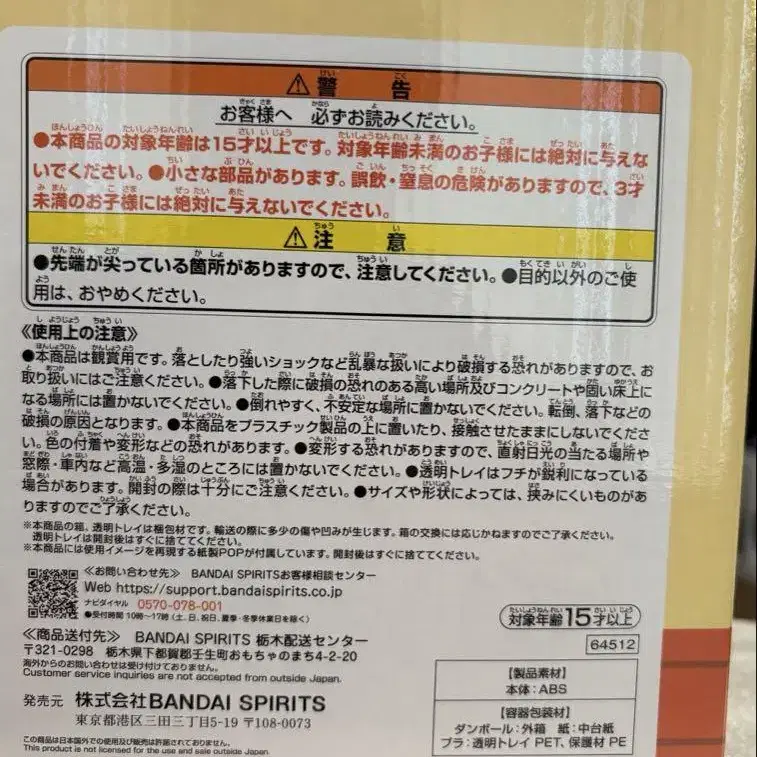 ⚠警告
お客様へ 必ずお読みください。
●本商品の対象年齢は15才以上です。対象年齢未満のお子様には絶対に与えな
いでください。●小さな部品があります。誤飲・窒息の危険がありますので、3才
未満のお子様には絶対に与えないでください。
⚠注意
●先端が尖っている箇所がありますので、注意してください。●目的以外のご使
用は、おやめください。
《使用上の注意》
●本商品は観賞用です。落としたり強いショックなど乱暴な扱いにより破損する恐れがありますので、お
取り扱いにはご注意ください。●落下した際に破損の恐れのある高い場所及びコンクリートや固い床上に
なる場所には置かないでください。●倒れやすく、不安定な場所に置かないでください。転倒、落下などの
破損の原因となります。●本商品をプラスチック製品の上に置いたり、接触させたままにしないでくださ
い。色の付着や変形などの恐れがあります。●変形する恐れがありますので、直射日光の当たる場所や
窓際・車内など高温・多湿のところには置かないでください。●透明トレイはフチが鋭利になっている
場合があります。開封の際は十分にご注意ください。●サイズや形状によっては、挟みにくいものがあ
りますのでご了承ください。
※本商品の箱、透明トレイは梱包材です。輸送の際に多少の傷や凹みが生じます。箱の交換には応じかねますのでご了承ください。
透明トレイは開封後はすぐに捨ててください。
※本商品には使用イメージを再現する紙製POPが付属しています。開封後はすぐに捨ててください。
≪お問い合わせ先≫ BANDAI SPIRITSお客様相談センター
Web https://support.bandaispirits.co.jp
ナビダイヤル 0570-078-001
●受付時間 10時~17時(土、日、祝日、夏季・冬季休業日を除く)
対象年齢15才以上
64512
≪商品送付先≫ BANDAI SPIRITS 栃木配送センター
〒321-0298 栃木県下都賀郡壬生町おもちゃのまち4-2-20
海外からのお問い合わせは受け付けておりません。
Customer service inquiries are not accepted from outside Japan.
発売元 株式会社BANDAI SPIRITS
東京都港区三田三丁目5-19 〒108-0073
この商品は日本国外での使用及び販売は許諾されておりません。
This product is not licensed for the use and sale outside Japan.
【製品素材】
本体:ABS
【容器包装材】
ダンボール:外箱 紙:中台紙
プラ:透明トレイ PET、保護材 PE